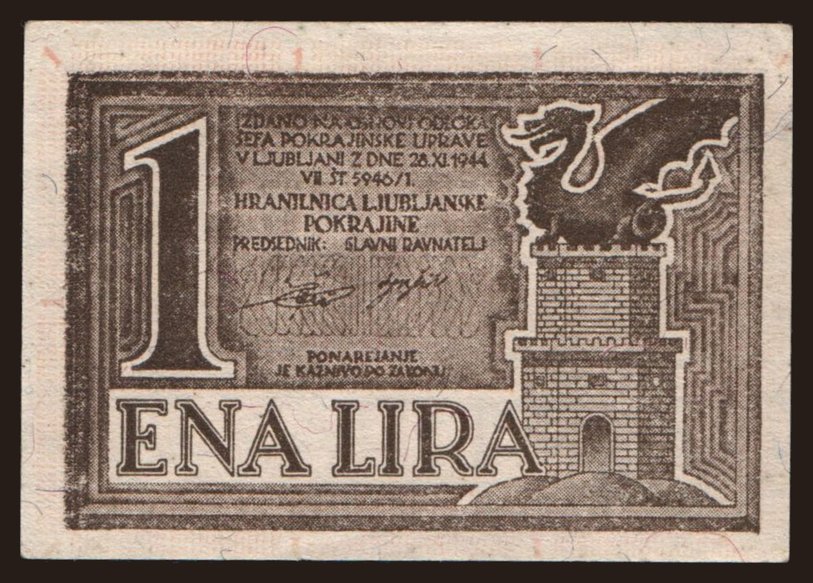 1
IZDANO NA OSNOVI ODLOKA
ŠEFA POKRAJINSKE UPRAVE
V LJUBLJANI Z DNE 28.XI.1944
VIII. ŠT 5946/1.
HRANILNICA LJUBLJANSKE
POKRAJINE
PREDSEDNIK: GLAVNI RAVNATELJ
PONAREJANJE
JE KAZNIVO PO ZAKONU
ENA LIRA